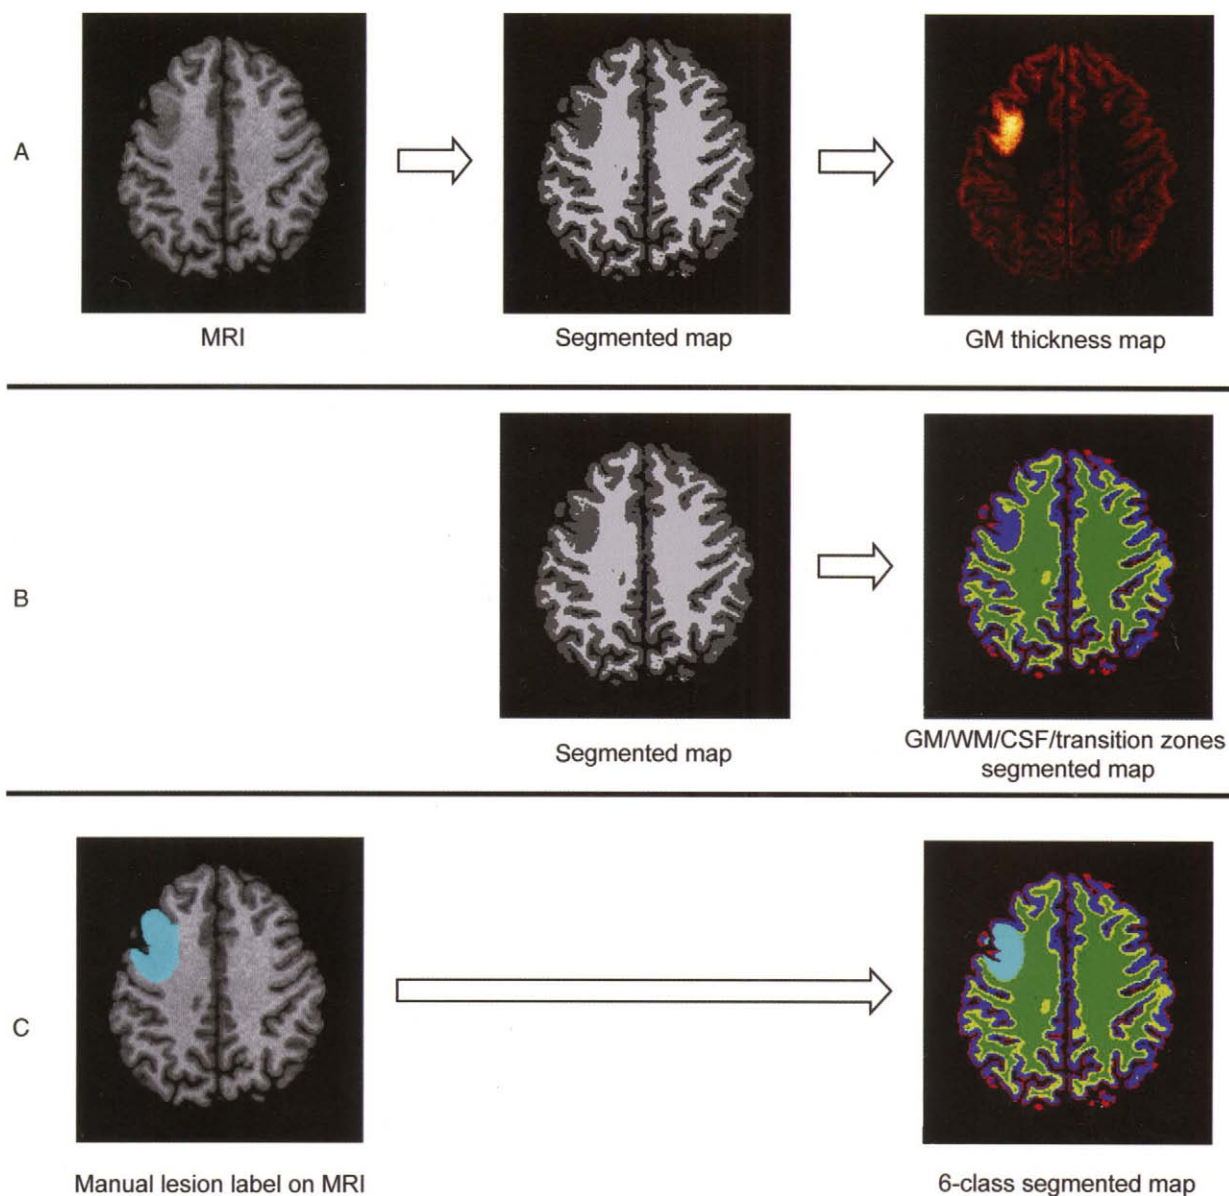 A
MRI
Segmented map
GM thickness map
B
Segmented map
GM/WM/CSF/transition zones
segmented map
C
Manual lesion label on MRI
6-class segmented map